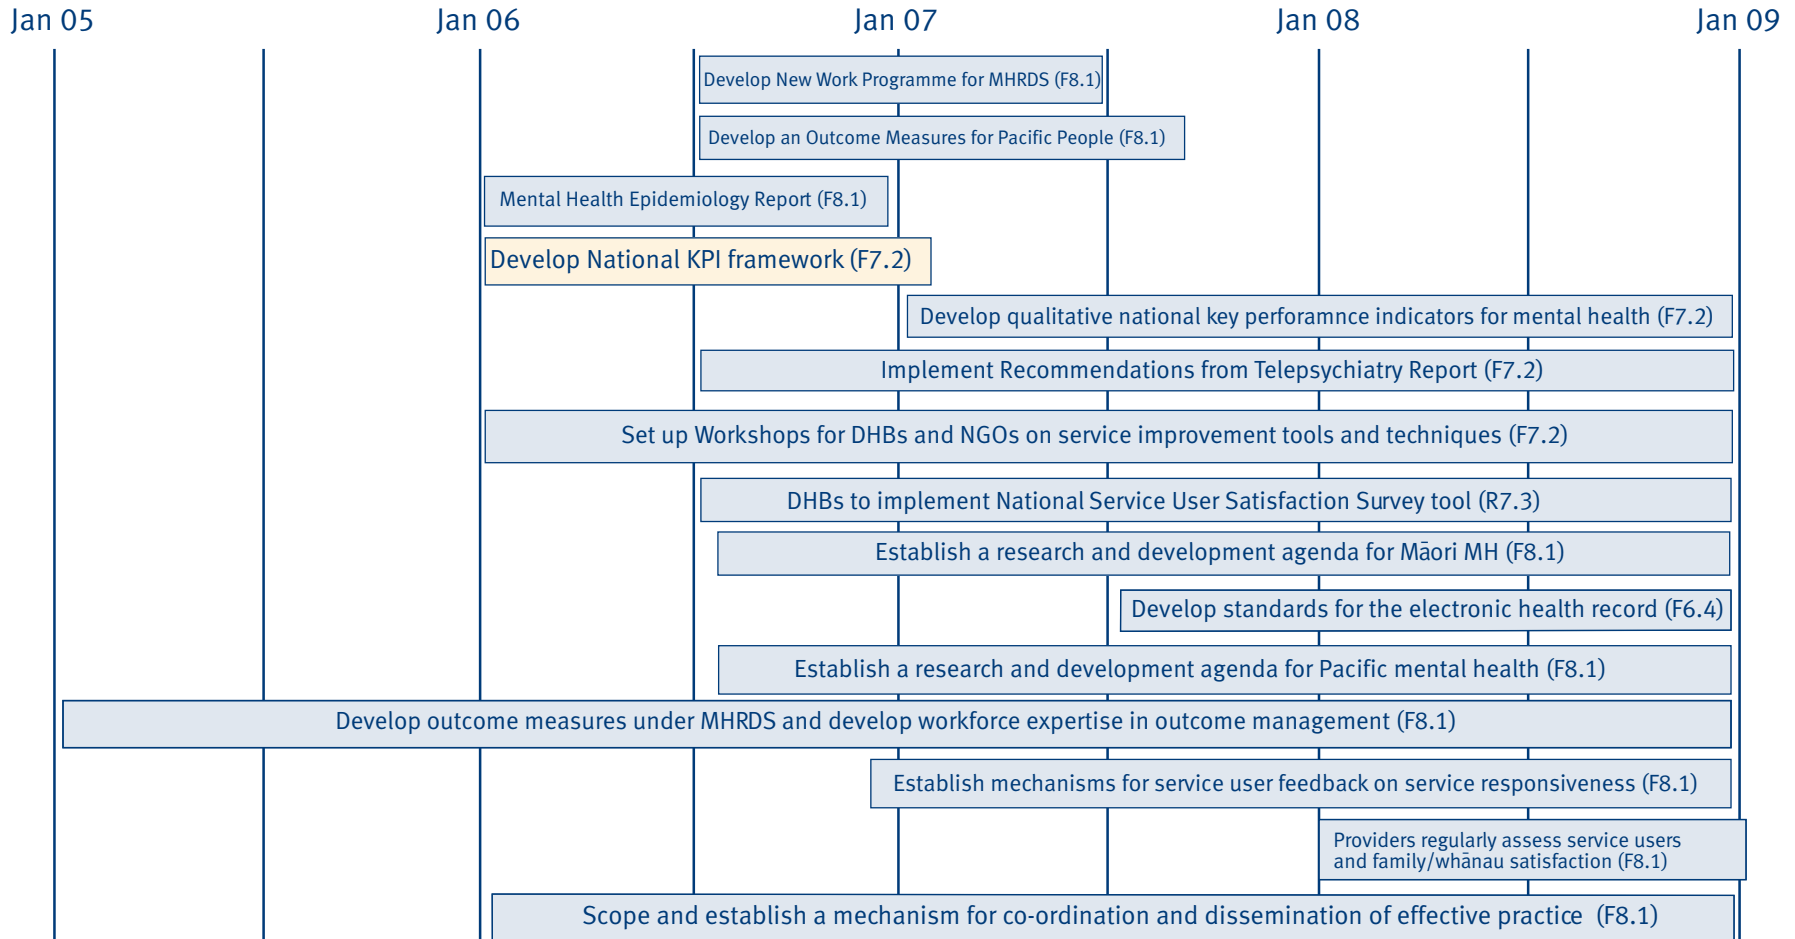 Jan 05 Jan 06 Jan 07 Jan 08 Jan 09
Develop New Work Programme for MHRDS (F8.1)
Develop an Outcome Measures for Pacific People (F8.1)
Mental Health Epidemiology Report (F8.1)
Develop National KPI framework (F7.2)
Develop qualitative national key perforamnce indicators for mental health (F7.2)
Implement Recommendations from Telepsychiatry Report (F7.2)
Set up Workshops for DHBs and NGOs on service improvement tools and techniques (F7.2)
DHBs to implement National Service User Satisfaction Survey tool (R7.3)
Establish a research and development agenda for Māori MH (F8.1)
Develop standards for the electronic health record (F6.4)
Establish a research and development agenda for Pacific mental health (F8.1)
Develop outcome measures under MHRDS and develop workforce expertise in outcome management (F8.1)
Establish mechanisms for service user feedback on service responsiveness (F8.1)
Providers regularly assess service users
and family/whānau satisfaction (F8.1)
Scope and establish a mechanism for co-ordination and dissemination of effective practice (F8.1)